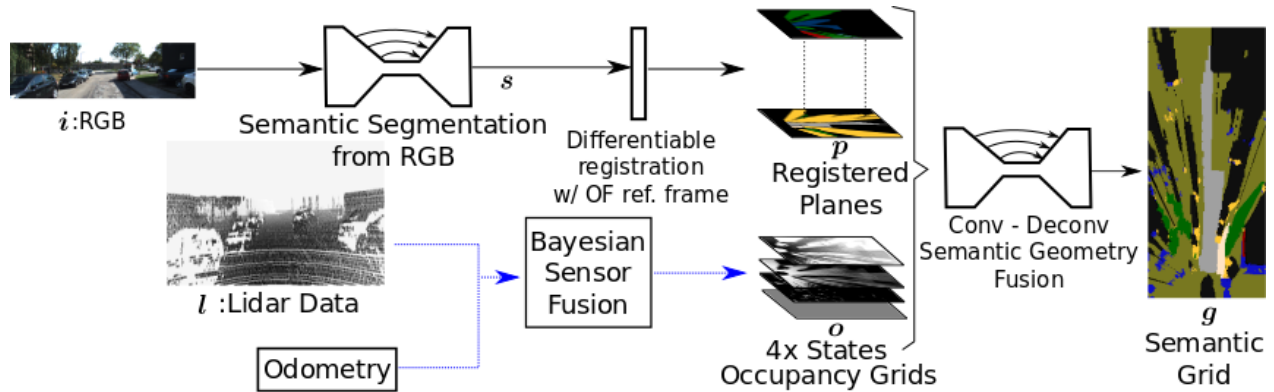 i:RGB
s
Semantic Segmentation
from RGB
Differentiable
registration
w/ OF ref. frame
p
Registered
Planes
Conv - Deconv
Semantic Geometry
Fusion
l :Lidar Data
Odometry
Bayesian
Sensor
Fusion
o
4x States
Occupancy Grids
g
Semantic
Grid